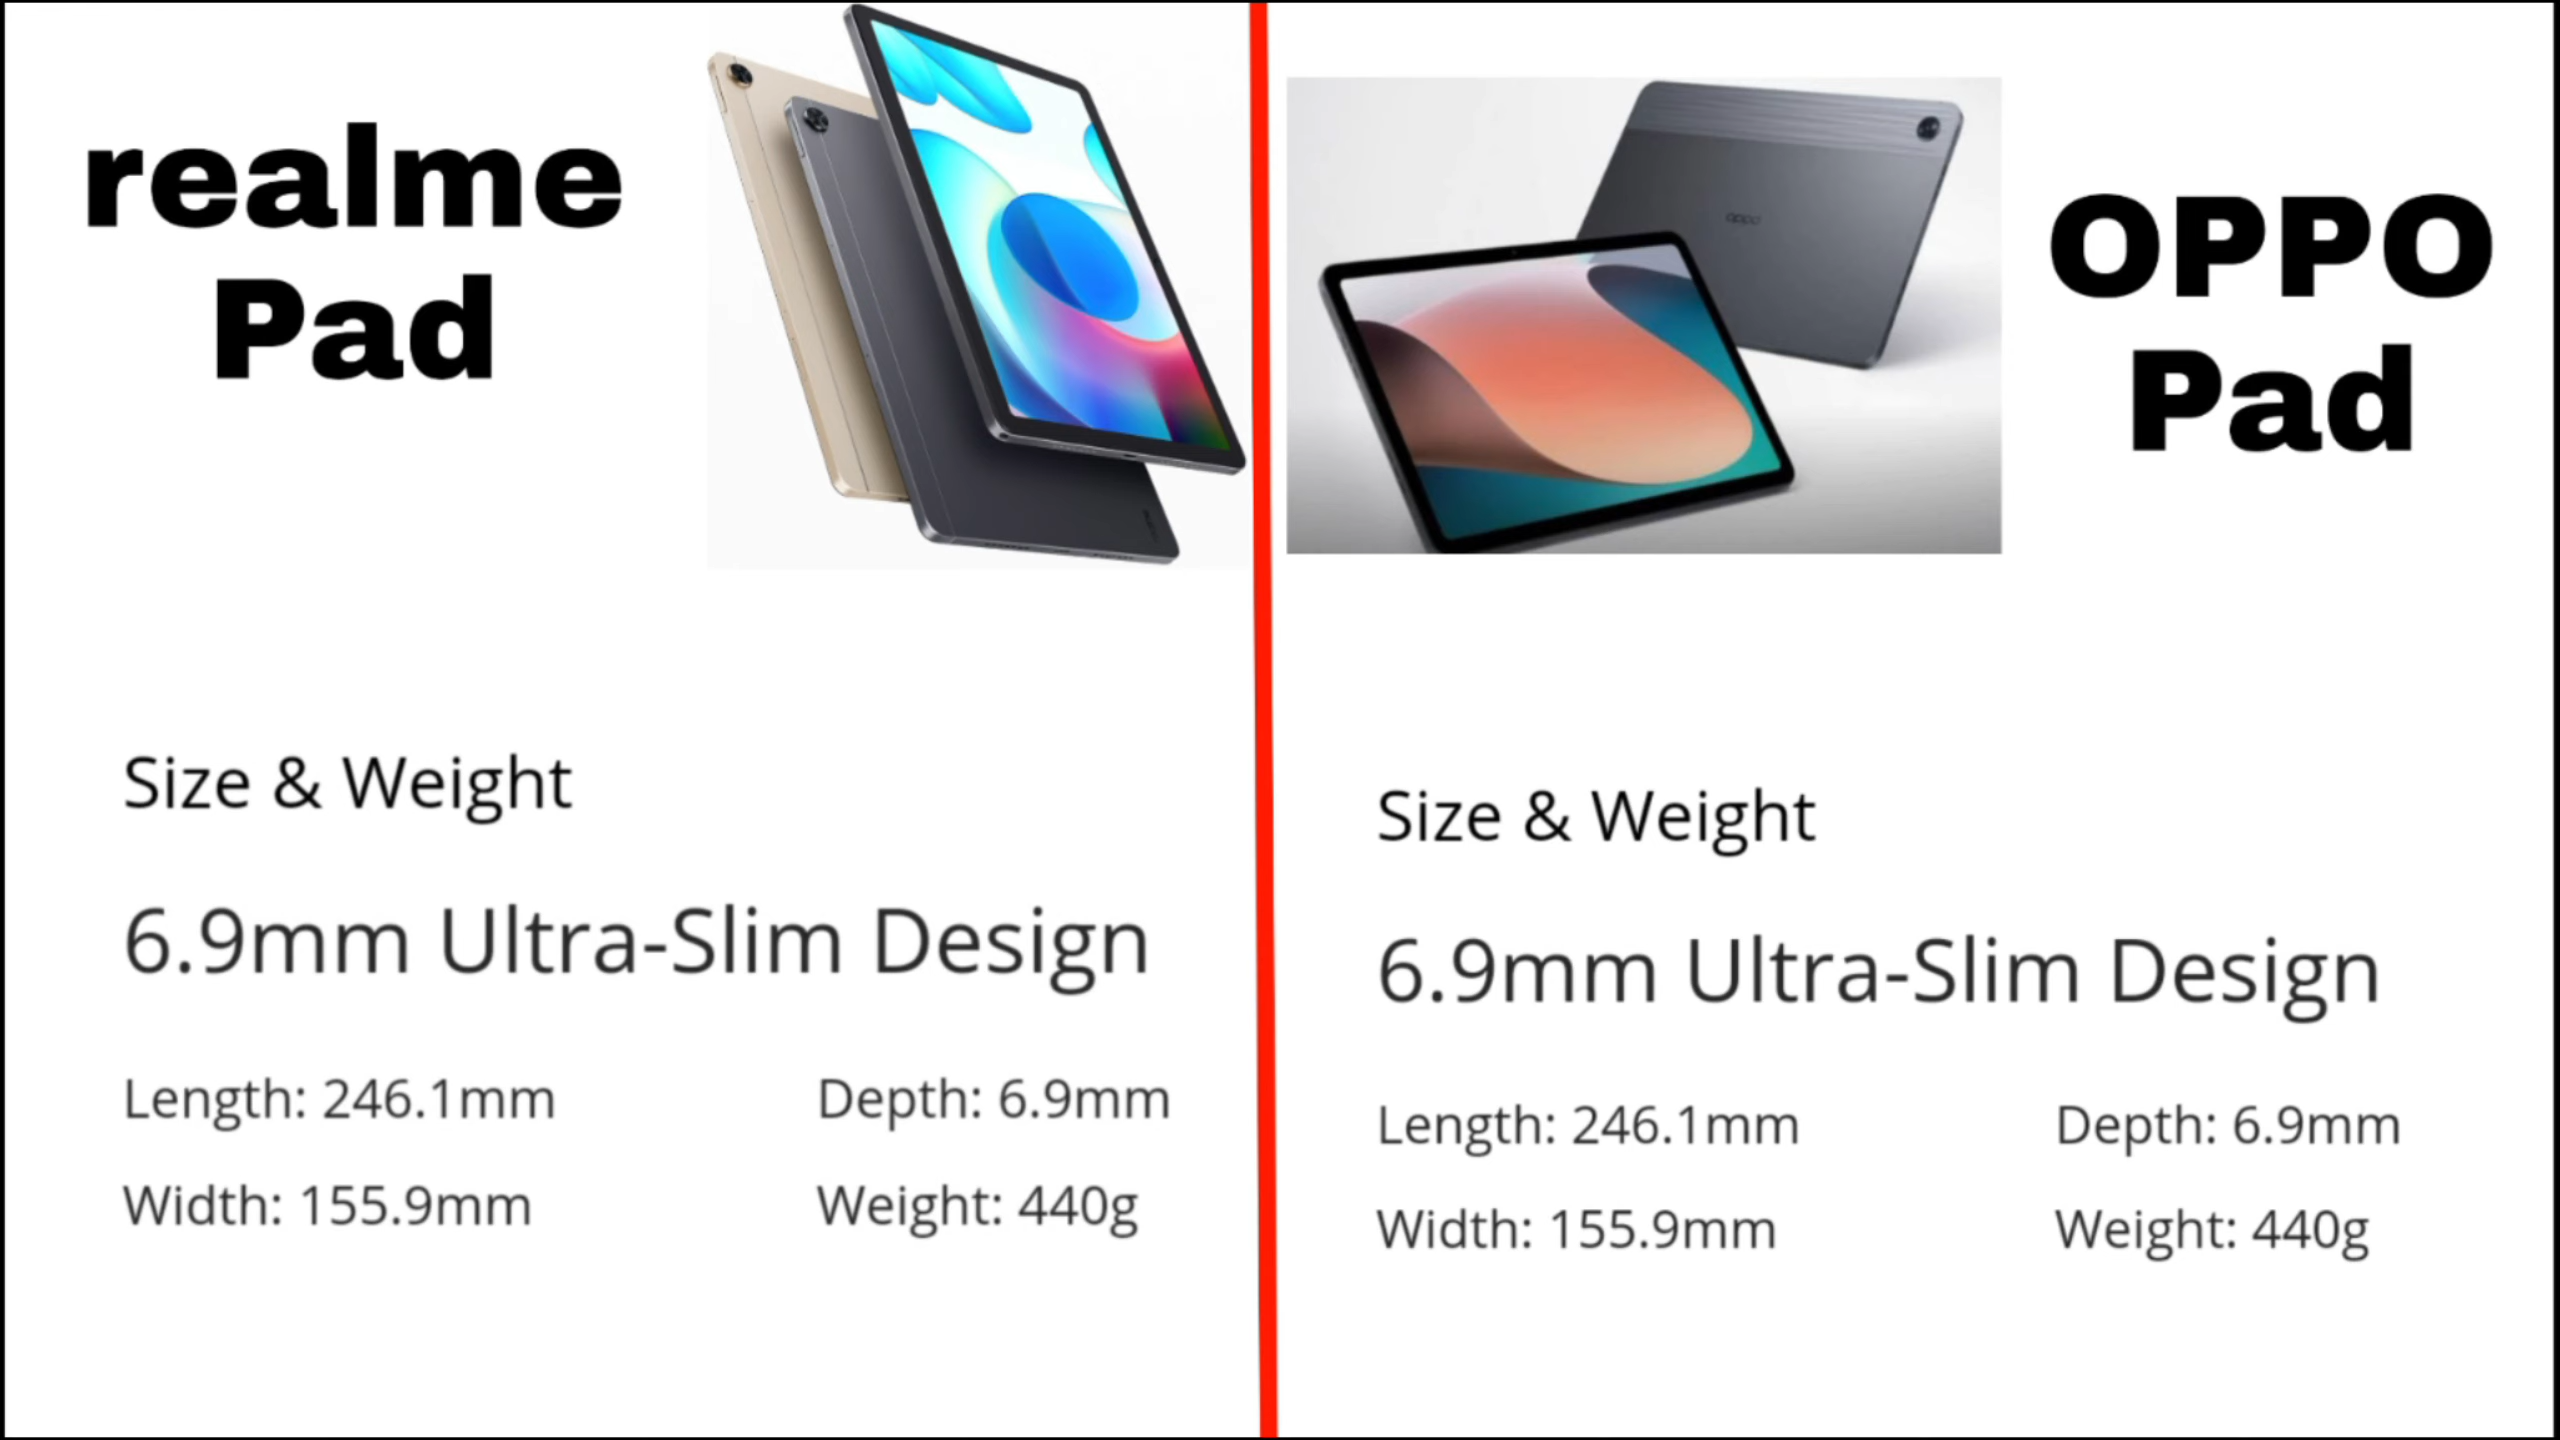 realme
Pad
OPPO
Pad
oppo
Size & Weight
6.9mm Ultra-Slim Design
Length: 246.1mm
Depth: 6.9mm
Width: 155.9mm
Weight: 440g
Size & Weight
6.9mm Ultra-Slim Design
Length: 246.1mm
Depth: 6.9mm
Width: 155.9mm
Weight: 440g